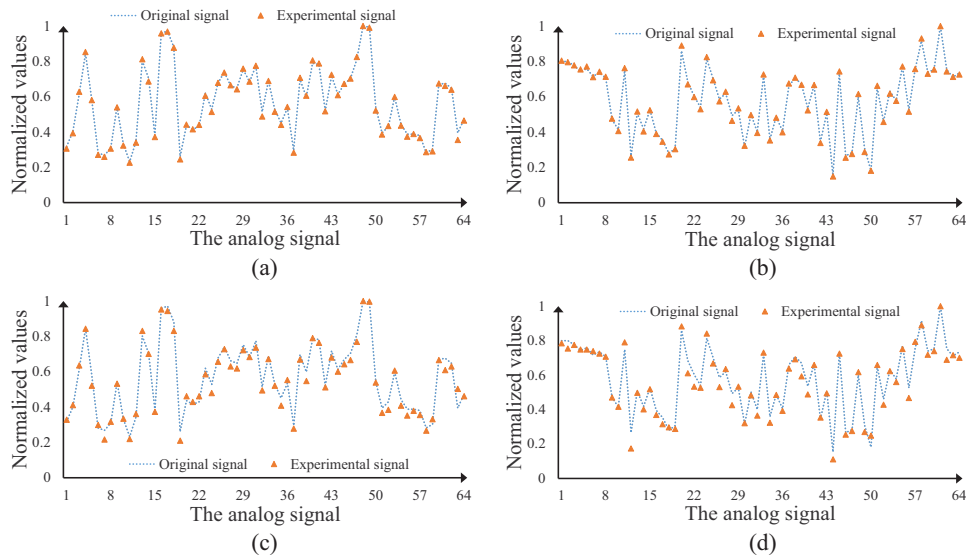 Original signal Experimental signal
Normalized values
1
0.8
0.6
0.4
0.2
0
1 8 15 22 29 36 43 50 57 64
The analog signal
(a)
Original signal Experimental signal
Normalized values
1
0.8
0.6
0.4
0.2
0
1 8 15 22 29 36 43 50 57 64
The analog signal
(b)
Normalized values
1
0.8
0.6
0.4
0.2
0
Original signal Experimental signal
1 8 15 22 29 36 43 50 57 64
The analog signal
(c)
Original signal Experimental signal
Normalized values
1
0.8
0.6
0.4
0.2
0
1 8 15 22 29 36 43 50 57 64
The analog signal
(d)